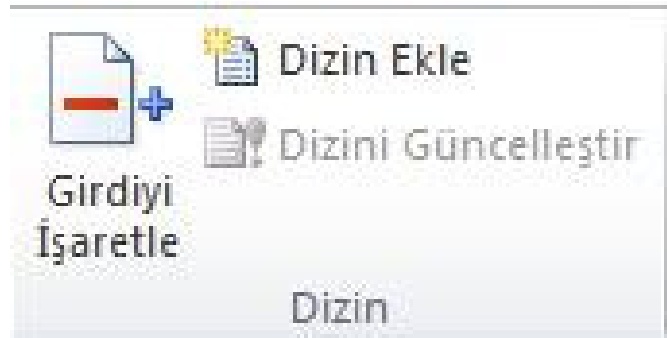 Girdiyi
İşaretle
Dizin Ekle
Dizini Güncelleştir
Dizin